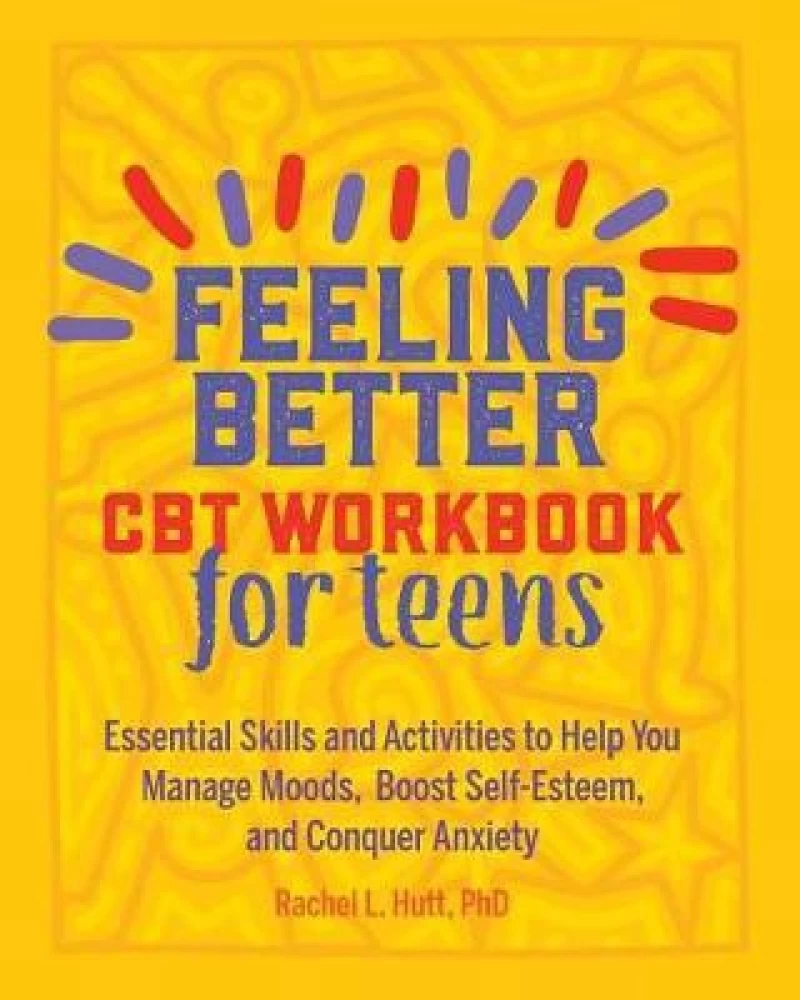 FEELING
BETTER
CBT WORKBOOK
for teens
Essential Skills and Activities to Help You
Manage Moods, Boost Self-Esteem,
and Conquer Anxiety
Rachel L. Hutt, PhD